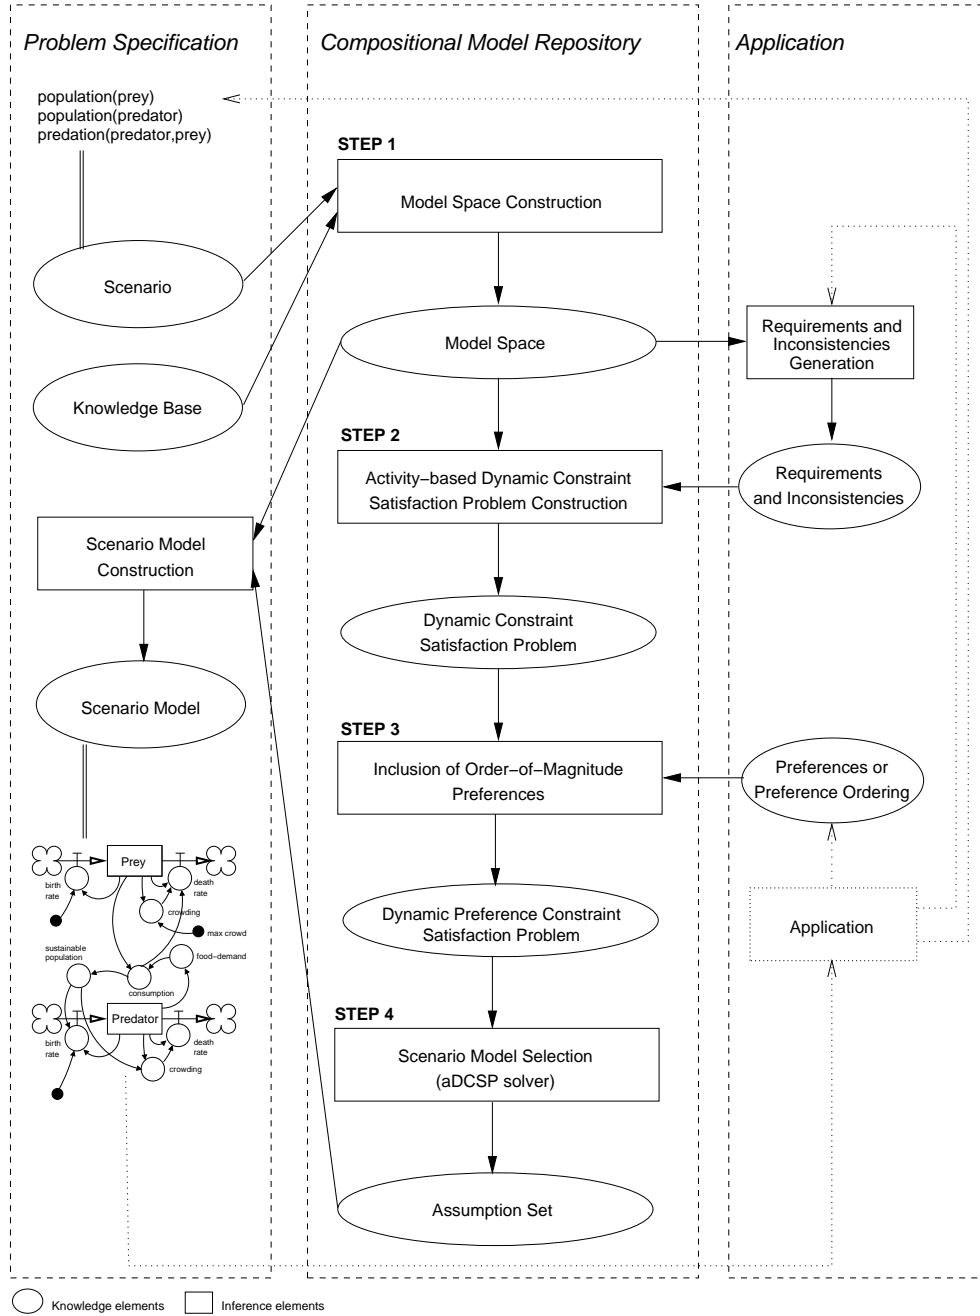 Problem Specification
Compositional Model Repository
Application
population(prey)
population(predator)
predation(predator,prey)
STEP 1
Model Space Construction
Scenario
Model Space
Requirements and
Inconsistencies
Generation
Knowledge Base
STEP 2
Activity−based Dynamic Constraint
Satisfaction Problem Construction
Requirements
and Inconsistencies
Scenario Model
Construction
Dynamic Constraint
Satisfaction Problem
Scenario Model
STEP 3
Inclusion of Order−of−Magnitude
Preferences
Preferences or
Preference Ordering
Prey
birth
rate
death
rate
crowding
max crowd
sustainable
population
food−demand
consumption
Predator
birth
rate
death
rate
crowding
Dynamic Preference Constraint
Satisfaction Problem
Application
STEP 4
Scenario Model Selection
(aDCSP solver)
Assumption Set
Knowledge elements
Inference elements